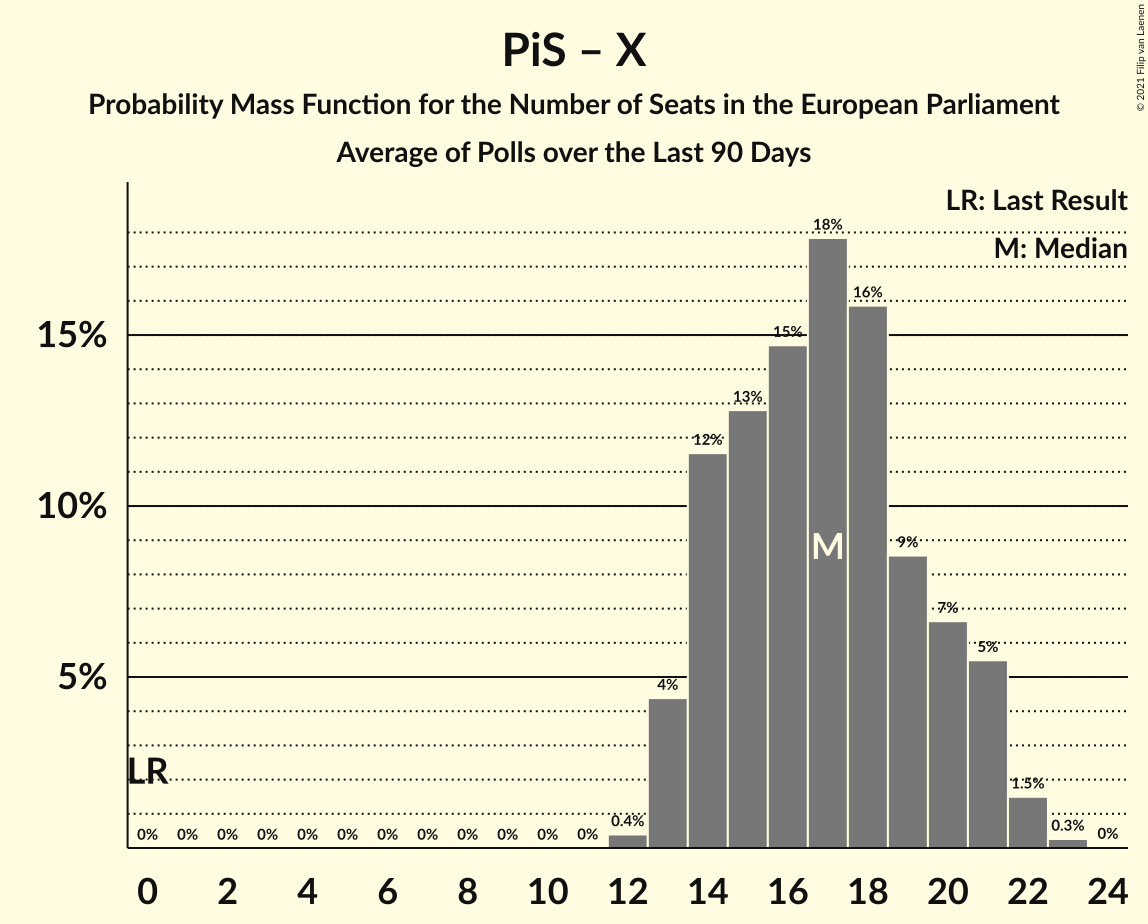 PiS – X
Probability Mass Function for the Number of Seats in the European Parliament
Average of Polls over the Last 90 Days
© 2021 Filip van Laenen
LR: Last Result
M: Median
18%
16%
15%
15%
13%
12%
10%
M
9%
7%
5%
5%
4%
LR
1.5%
0.4%
0.3%
0% 0% 0% 0% 0% 0% 0% 0% 0% 0% 0% 0% 0%
0 2 4 6 8 10 12 14 16 18 20 22 24